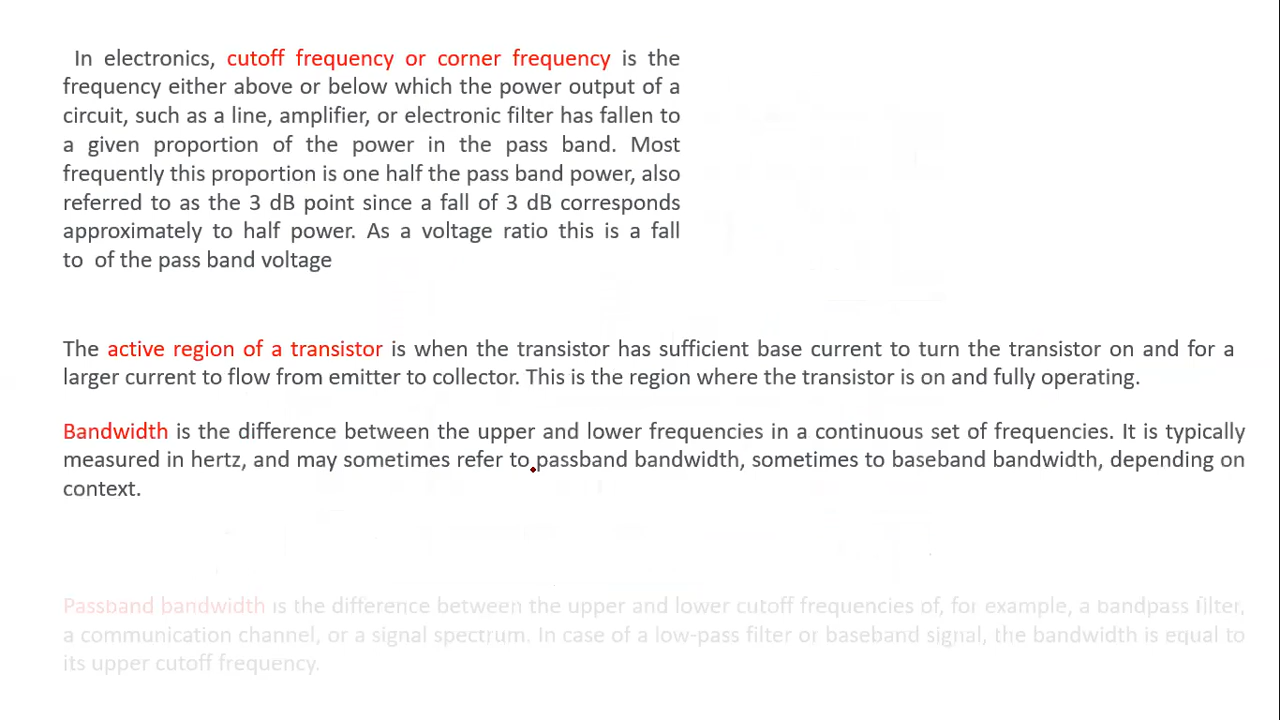 In electronics, cutoff frequency or corner frequency is the
frequency either above or below which the power output of a
circuit, such as a line, amplifier, or electronic filter has fallen to
a given proportion of the power in the pass band. Most
frequently this proportion is one half the pass band power, also
referred to as the 3 dB point since a fall of 3 dB corresponds
approximately to half power. As a voltage ratio this is a fall
to of the pass band voltage
The active region of a transistor is when the transistor has sufficient base current to turn the transistor on and for a
larger current to flow from emitter to collector. This is the region where the transistor is on and fully operating.
Bandwidth is the difference between the upper and lower frequencies in a continuous set of frequencies. It is typically
measured in hertz, and may sometimes refer to passband bandwidth, sometimes to baseband bandwidth, depending on
context.
Passband bandwidth is the difference between the upper and lower cutoff frequencies of, for example, a bandpass filter,
a communication channel, or a signal spectrum. In case of a low-pass filter or baseband signal, the bandwidth is equal to
its upper cutoff frequency.